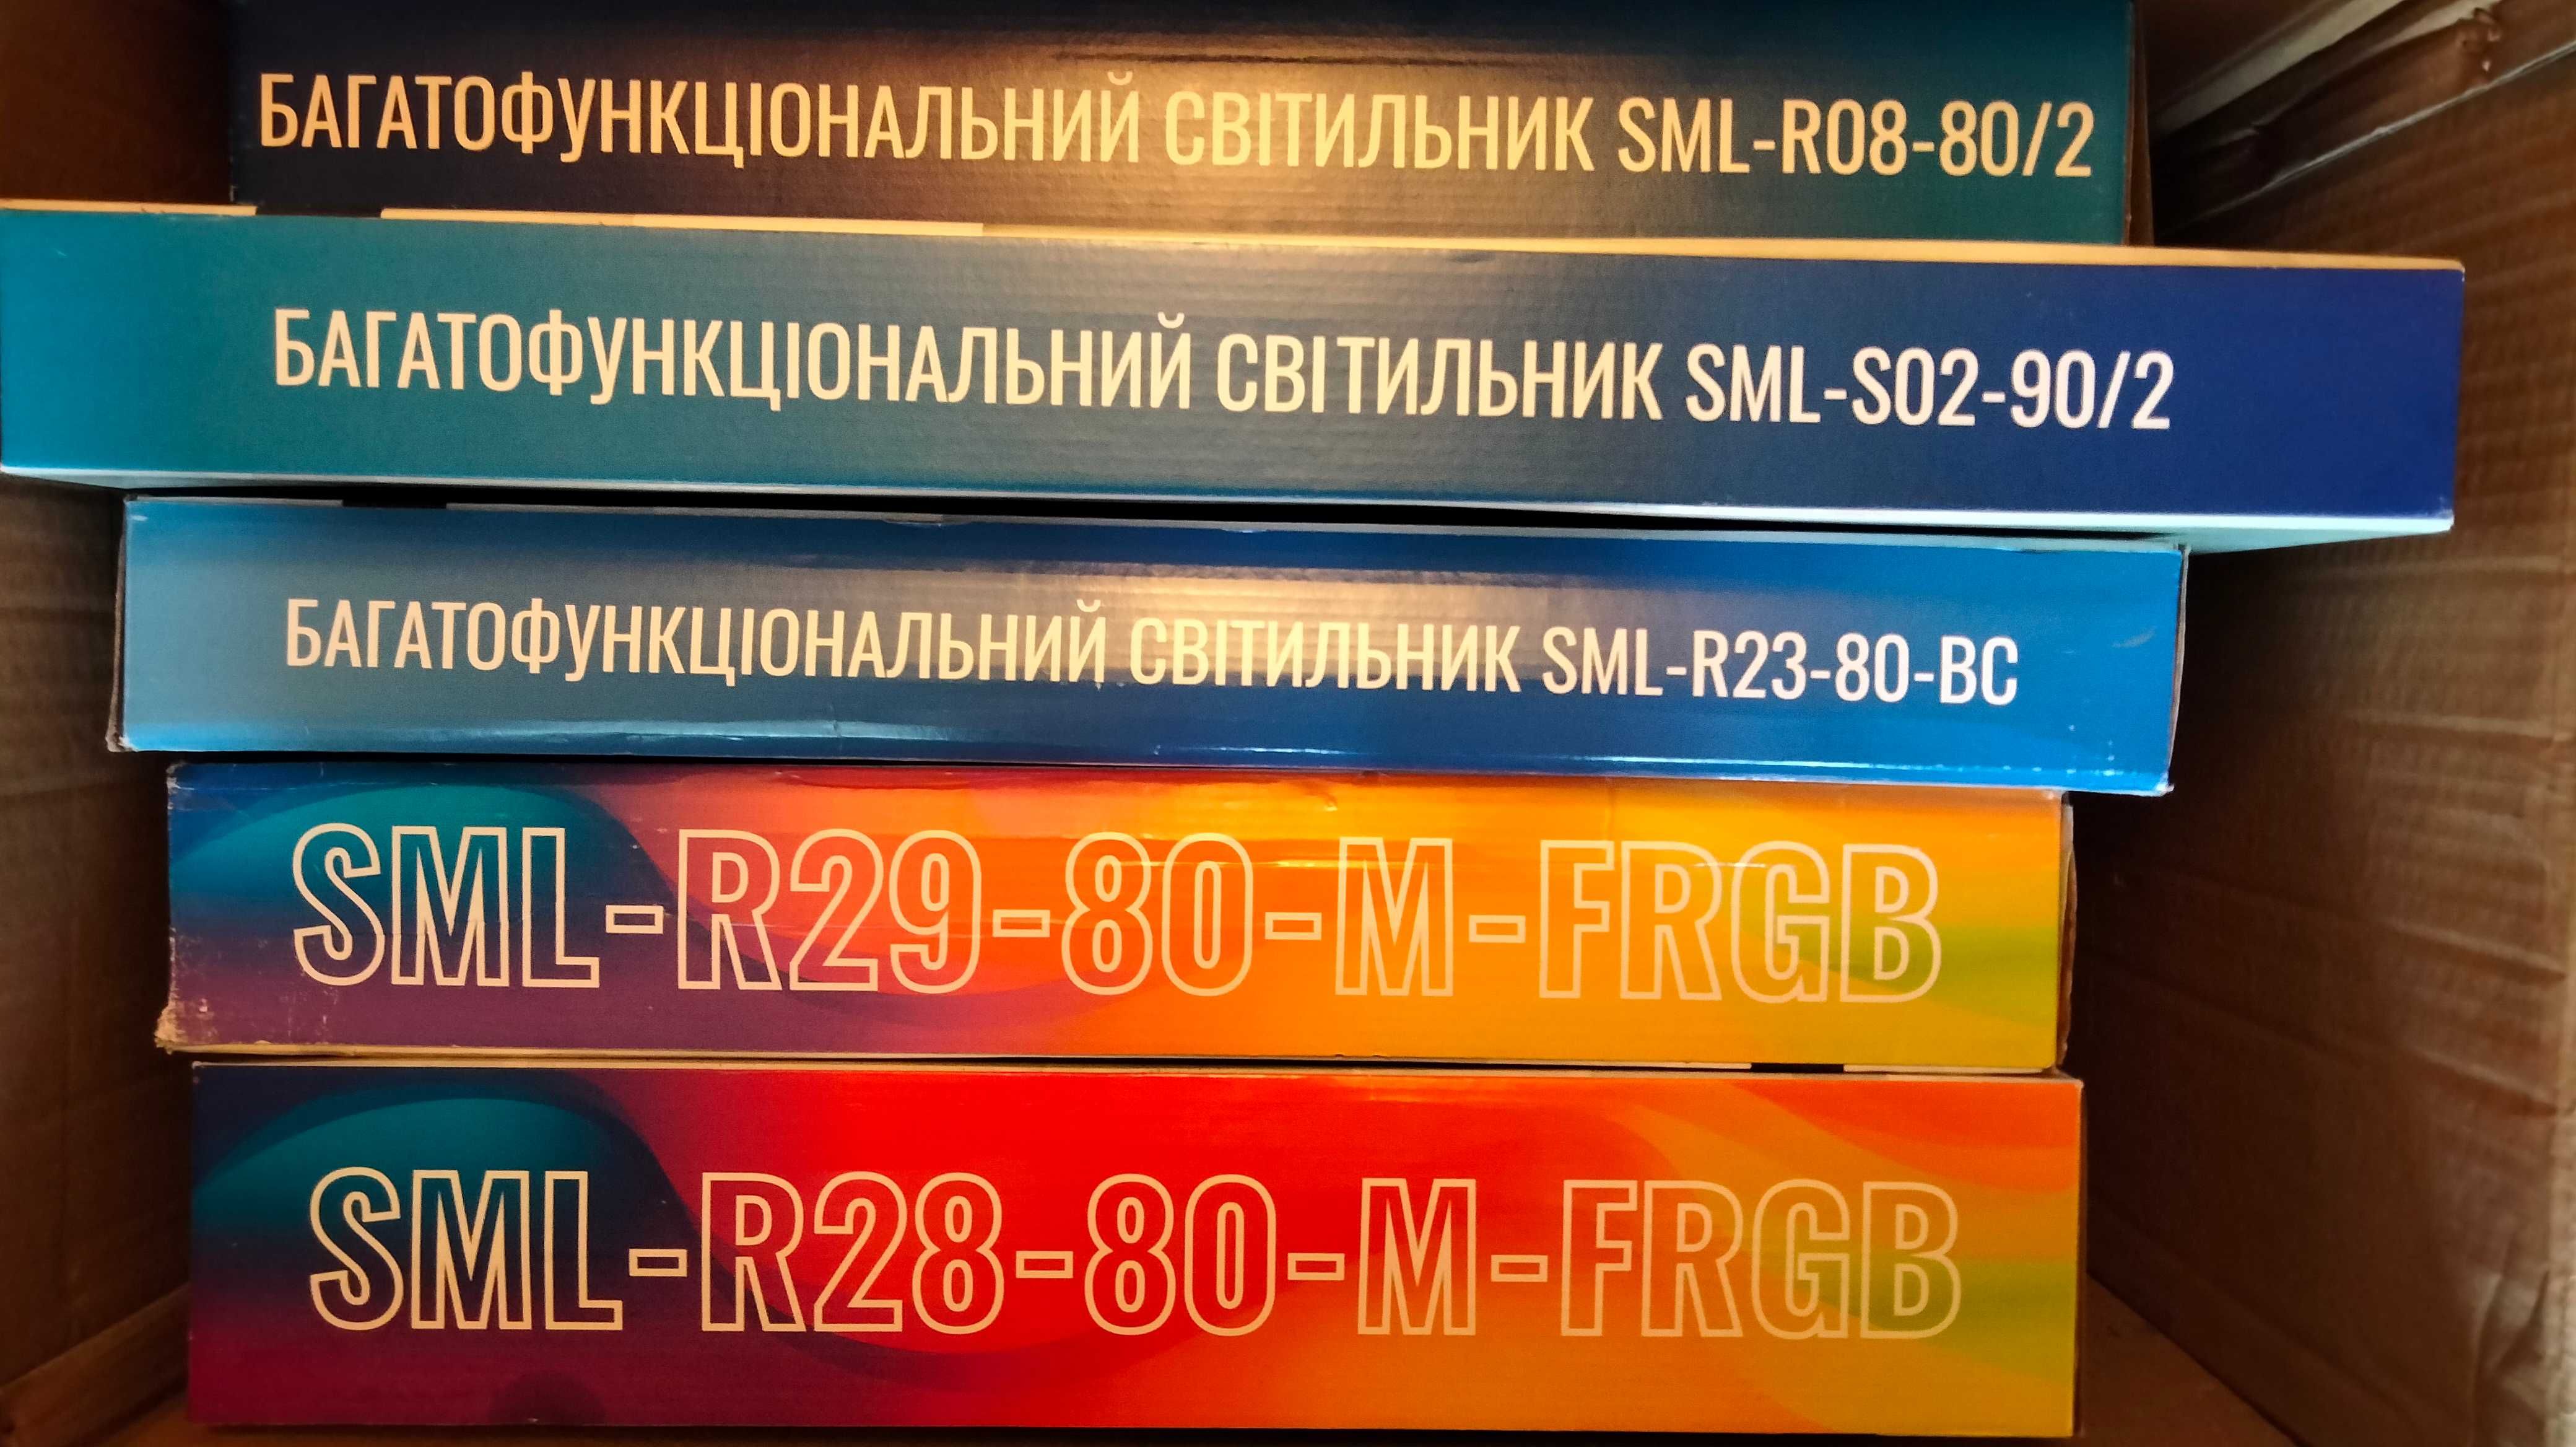 БАГАТОФУНКЦІОНАЛЬНИЙ СВІТИЛЬНИК SML-R08-80/2
БАГАТОФУНКЦІОНАЛЬНИЙ СВІТИЛЬНИК SML-S02-90/2
БАГАТОФУНКЦІОНАЛЬНИЙ СВІТИЛЬНИК SML-R23-80-BC
SML-R29-80-M-FRGB
SML-R28-80-M-FRGB